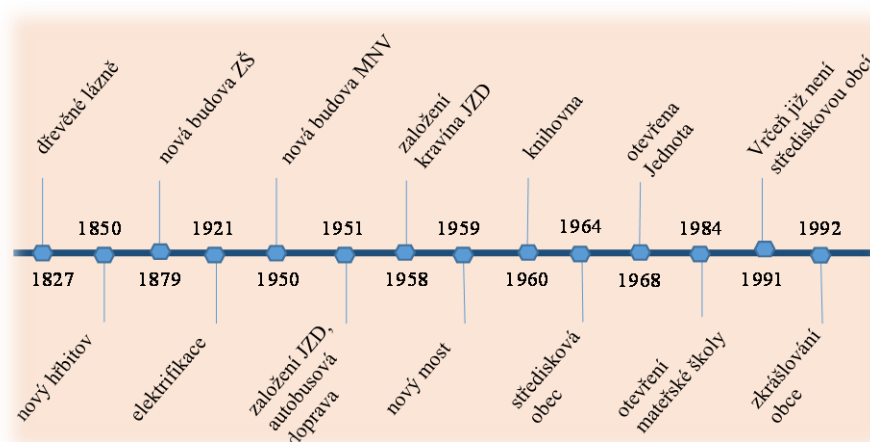 dřevěné lázně
nová budova ZŠ
nová budova MNV
založení
kravína JZD
knihovna
otevřena
Jednota
Vrčeň již není
střediskovou obcí
1850
1921
1951
1959
1964
1984
1992
1827
1879
1950
1958
1960
1968
1991
nový hřbitov
elektrifikace
založení JZD,
autobusová
doprava
nový most
středisková
obec
otevření
mateřské školy
zkrášlování
obce